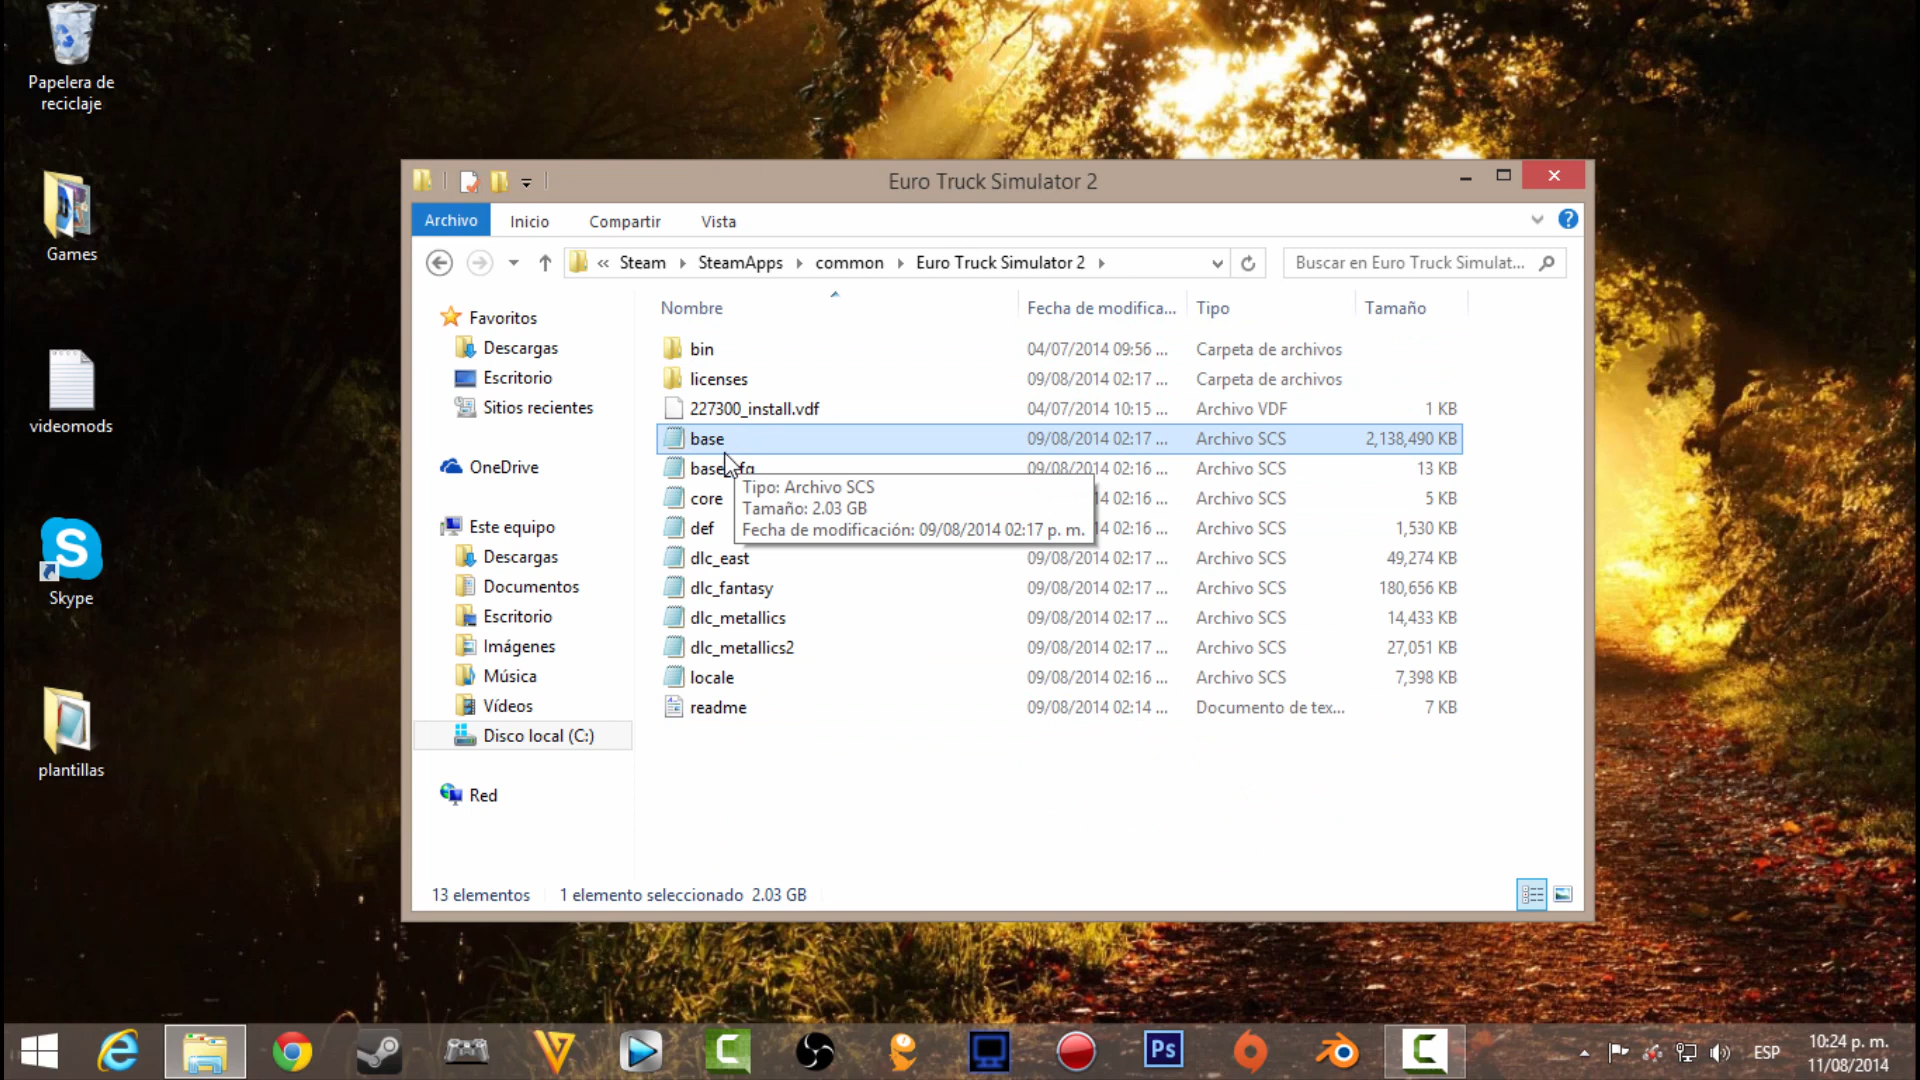 Papelera de
reciclaje
Games
videomods
Skype
plantillas
Euro Truck Simulator 2
Archivo
Inicio
Compartir
Vista
« Steam
SteamApps
common
Euro Truck Simulator 2
Buscar en Euro Truck Simulat...
Favoritos
Descargas
Escritorio
Sitios recientes
OneDrive
Este equipo
Descargas
Documentos
Escritorio
Imágenes
Música
Vídeos
Disco local (C:)
Red
Nombre Fecha de modifica... Tipo Tamaño
bin 04/07/2014 09:56 ... Carpeta de archivos
licenses 09/08/2014 02:17 ... Carpeta de archivos
227300_install.vdf 04/07/2014 10:15 ... Archivo VDF 1 KB
base 09/08/2014 02:17 ... Archivo SCS 2,138,490 KB
09/08/2014 02:16 ... Archivo SCS 13 KB
core 14 02:16 ... Archivo SCS 5 KB
def 14 02:16 ... Archivo SCS 1,530 KB
dlc_east 09/08/2014 02:17 ... Archivo SCS 49,274 KB
dlc_fantasy 09/08/2014 02:17 ... Archivo SCS 180,656 KB
dlc_metallics 09/08/2014 02:17 ... Archivo SCS 14,433 KB
dlc_metallics2 09/08/2014 02:17 ... Archivo SCS 27,051 KB
locale 09/08/2014 02:16 ... Archivo SCS 7,398 KB
readme 09/08/2014 02:14 ... Documento de tex... 7 KB
Tipo: Archivo SCS
Tamaño: 2.03 GB
Fecha de modificación: 09/08/2014 02:17 p. m.
13 elementos 1 elemento seleccionado 2.03 GB
Ps
ESP
10:24 p. m.
11/08/2014